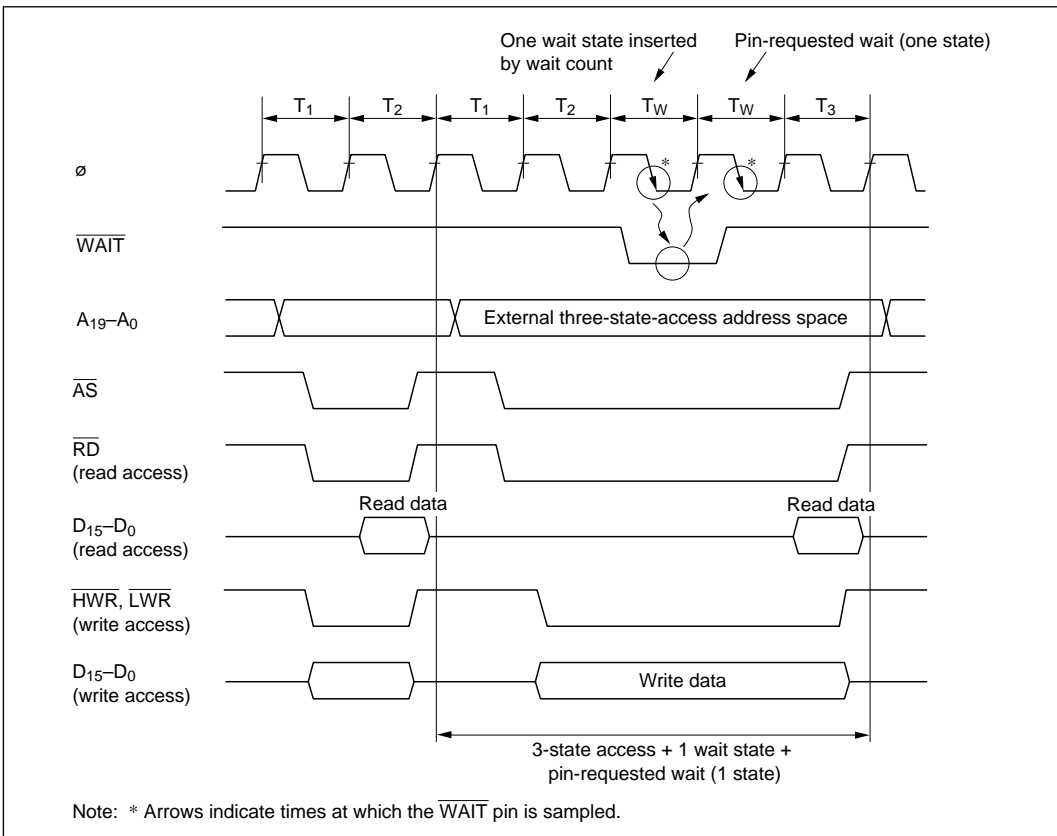 One wait state inserted
by wait count
Pin-requested wait (one state)
T1 T2 T1 T2 TW TW T3
ø
* *
WAIT
A19–A0
External three-state-access address space
AS
RD
(read access)
Read data Read data
D15–D0
(read access)
HWR, LWR
(write access)
D15–D0
(write access)
Write data
3-state access + 1 wait state +
pin-requested wait (1 state)
Note: * Arrows indicate times at which the WAIT pin is sampled.